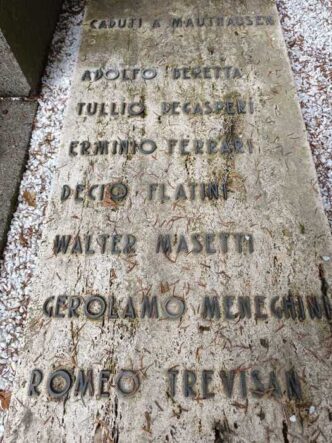 CADUTI A MAUTHAUSEN
ADOLFO BERETTA
TULLIO DEGASPERI
ERMINIO FERRARI
DECIO FLATINI
WALTER MASETTI
GEROLAMO MENEGHINI
ROMEO TREVISAN